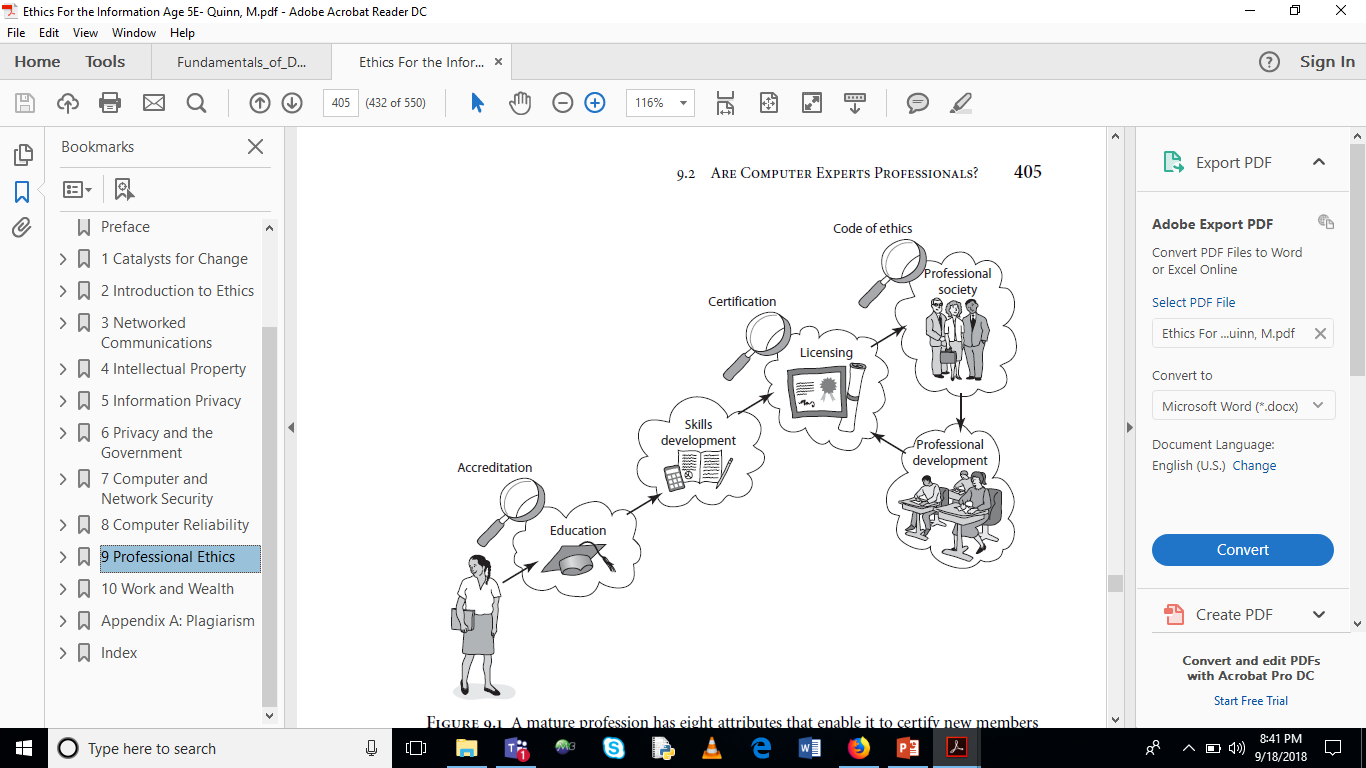 Ethics For the Information Age 5E- Quinn, M.pdf - Adobe Acrobat Reader DC
File Edit View Window Help
Home Tools Fundamentals_of_D... Ethics For the Infor... Sign In
405 (432 of 550) 116%
Bookmarks
Preface
1 Catalysts for Change
2 Introduction to Ethics
3 Networked
Communications
4 Intellectual Property
5 Information Privacy
6 Privacy and the
Government
7 Computer and
Network Security
8 Computer Reliability
9 Professional Ethics
10 Work and Wealth
Appendix A: Plagiarism
Index
9.2 Are Computer Experts Professionals? 405
Code of ethics
Professional
society
Certification
Licensing
Skills
development
Professional
development
Accreditation
Education
Figure 9.1 A mature profession has eight attributes that enable it to certify new members
Export PDF
Adobe Export PDF
Convert PDF Files to Word
or Excel Online
Select PDF File
Ethics For ...uinn, M.pdf
Convert to
Microsoft Word (*.docx)
Document Language:
English (U.S.) Change
Convert
Create PDF
Convert and edit PDFs
with Acrobat Pro DC
Start Free Trial
Type here to search
1
8:41 PM
9/18/2018